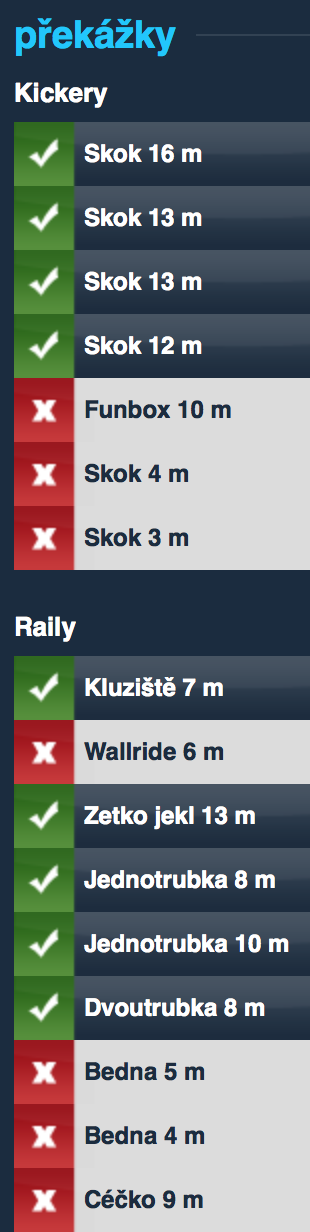 překážky
Kickery
Skok 16 m
Skok 13 m
Skok 13 m
Skok 12 m
Funbox 10 m
Skok 4 m
Skok 3 m
Raily
Kluziště 7 m
Wallride 6 m
Zetko jekl 13 m
Jednotrubka 8 m
Jednotrubka 10 m
Dvoutrubka 8 m
Bedna 5 m
Bedna 4 m
Céčko 9 m